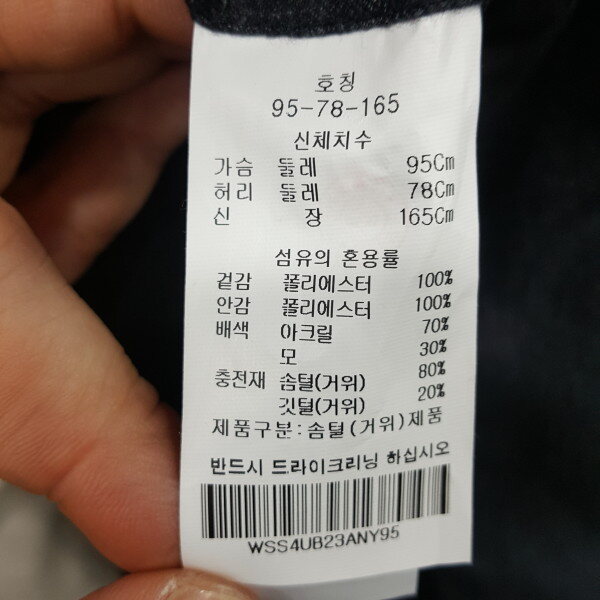 호칭
95-78-165
신체치수
가슴 둘레 95Cm
허리 둘레 78Cm
신 장 165Cm
섬유의 혼용률
겉감 폴리에스터 100%
안감 폴리에스터 100%
배색 아크릴 70%
모 30%
충전재 솜털(거위) 80%
깃털(거위) 20%
제품구분:솜털(거위)제품
반드시 드라이크리닝 하십시오
WSS4UB23ANY95